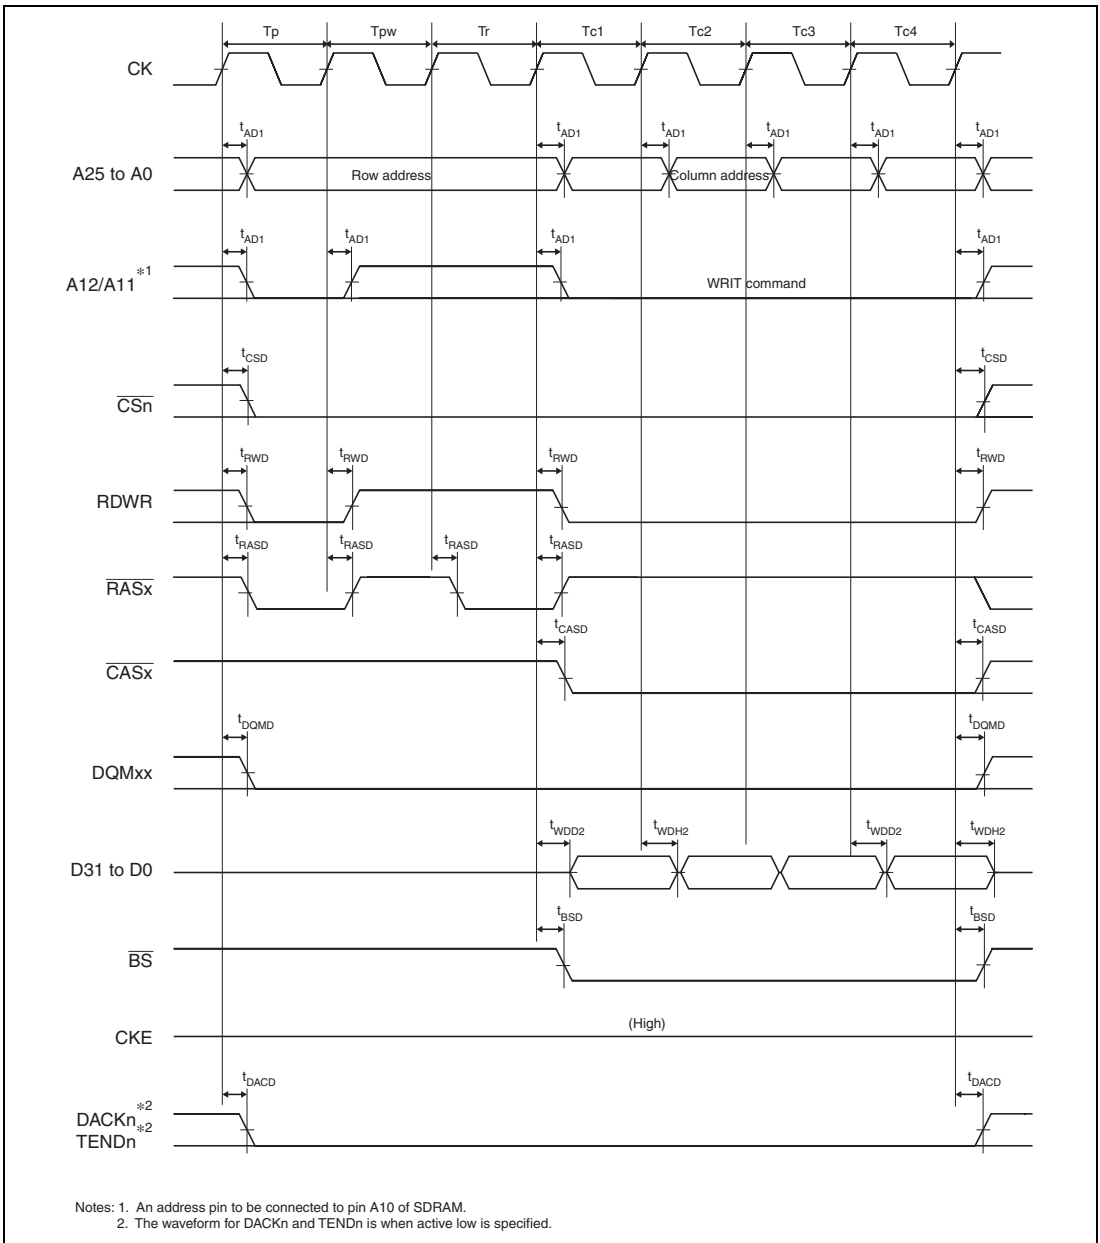 Tp Tpw Tr Tc1 Tc2 Tc3 Tc4
CK
tAD1 tAD1 tAD1 tAD1 tAD1 tAD1
A25 to A0 Row address Column address
tAD1 tAD1 tAD1 tAD1
A12/A11*1 WRIT command
tCSD tCSD
CSn
tRWD tRWD tRWD tRWD
RDWR
tRASD tRASD tRASD tRASD
RASx
tCASD tCASD
CASx
tDQMD tDQMD
DQMxx
tWDD2 tWDH2 tWDD2 tWDH2
D31 to D0
tBSD tBSD
BS
(High)
CKE
tDACD tDACD
DACKn*2
TENDn*2
Notes: 1. An address pin to be connected to pin A10 of SDRAM.
2. The waveform for DACKn and TENDn is when active low is specified.